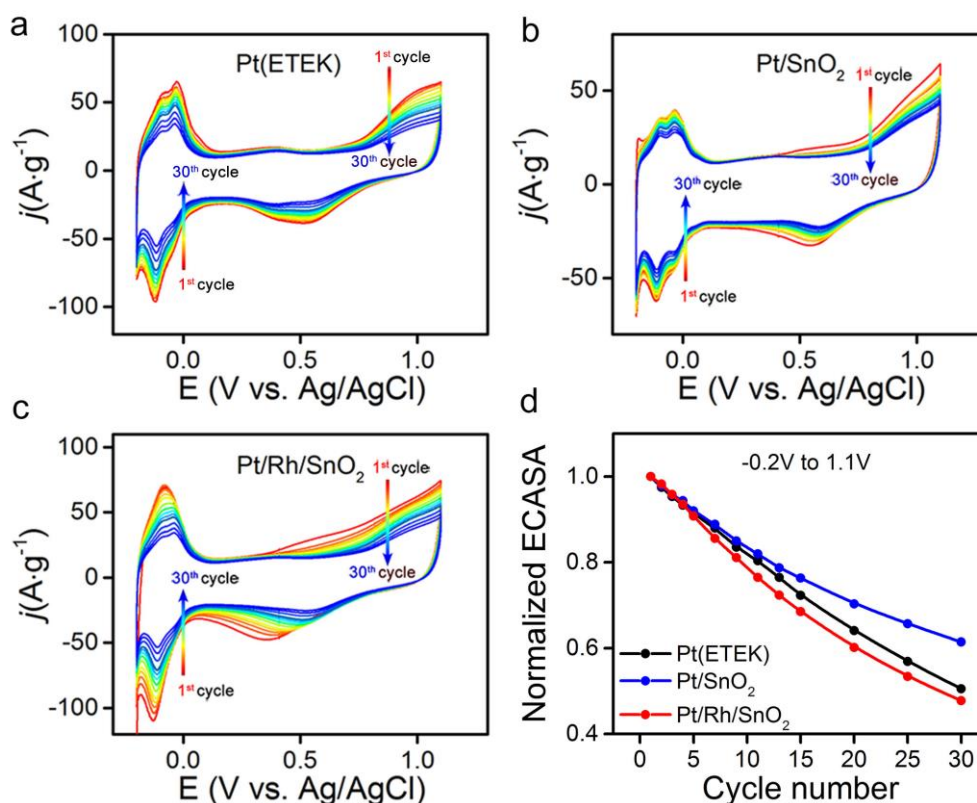 a
Pt(ETEK)
1st cycle
30th cycle
30th cycle
1st cycle
j(A·g-1)
100
50
0
-50
-100
0.0
0.5
1.0
E (V vs. Ag/AgCl)
b
Pt/SnO2
1st cycle
30th cycle
30th cycle
1st cycle
j(A·g-1)
50
0
-50
0.0
0.5
1.0
E (V vs. Ag/AgCl)
c
Pt/Rh/SnO2
1st cycle
30th cycle
30th cycle
1st cycle
j(A·g-1)
100
50
0
-50
-100
0.0
0.5
1.0
E (V vs. Ag/AgCl)
d
-0.2V to 1.1V
Normalized ECASA
1.0
0.8
0.6
0.4
Pt(ETEK)
Pt/SnO2
Pt/Rh/SnO2
0 5 10 15 20 25 30
Cycle number